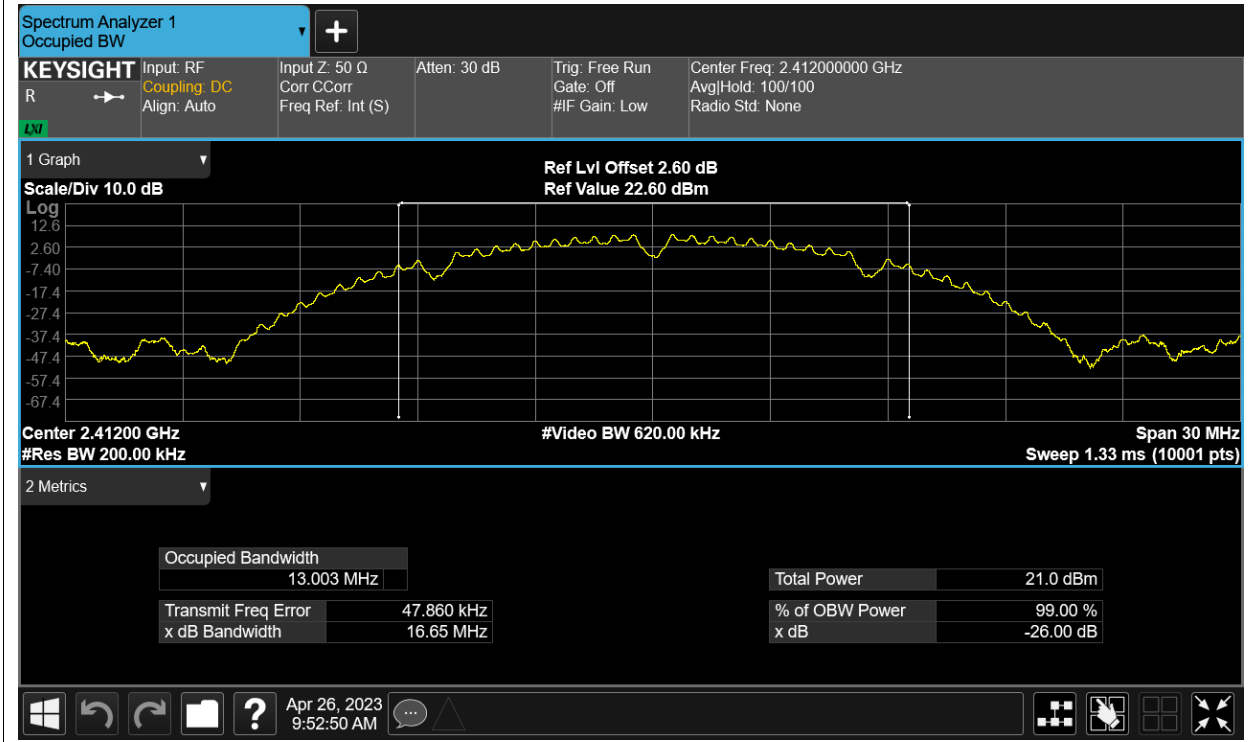 Spectrum Analyzer 1
Occupied BW
KEYSIGHT
R
LXI
Input: RF
Coupling: DC
Align: Auto
Input Z: 50 Ω
Corr CCorr
Freq Ref: Int (S)
Atten: 30 dB
Trig: Free Run
Gate: Off
#IF Gain: Low
Center Freq: 2.412000000 GHz
Avg|Hold: 100/100
Radio Std: None
1 Graph
Scale/Div 10.0 dB
Ref Lvl Offset 2.60 dB
Ref Value 22.60 dBm
Log
12.6
2.60
-7.40
-17.4
-27.4
-37.4
-47.4
-57.4
-67.4
Center 2.41200 GHz
#Video BW 620.00 kHz
Span 30 MHz
#Res BW 200.00 kHz
Sweep 1.33 ms (10001 pts)
2 Metrics
Occupied Bandwidth
13.003 MHz
Total Power 21.0 dBm
Transmit Freq Error 47.860 kHz
% of OBW Power 99.00 %
x dB Bandwidth 16.65 MHz
x dB -26.00 dB
?
Apr 26, 2023
9:52:50 AM